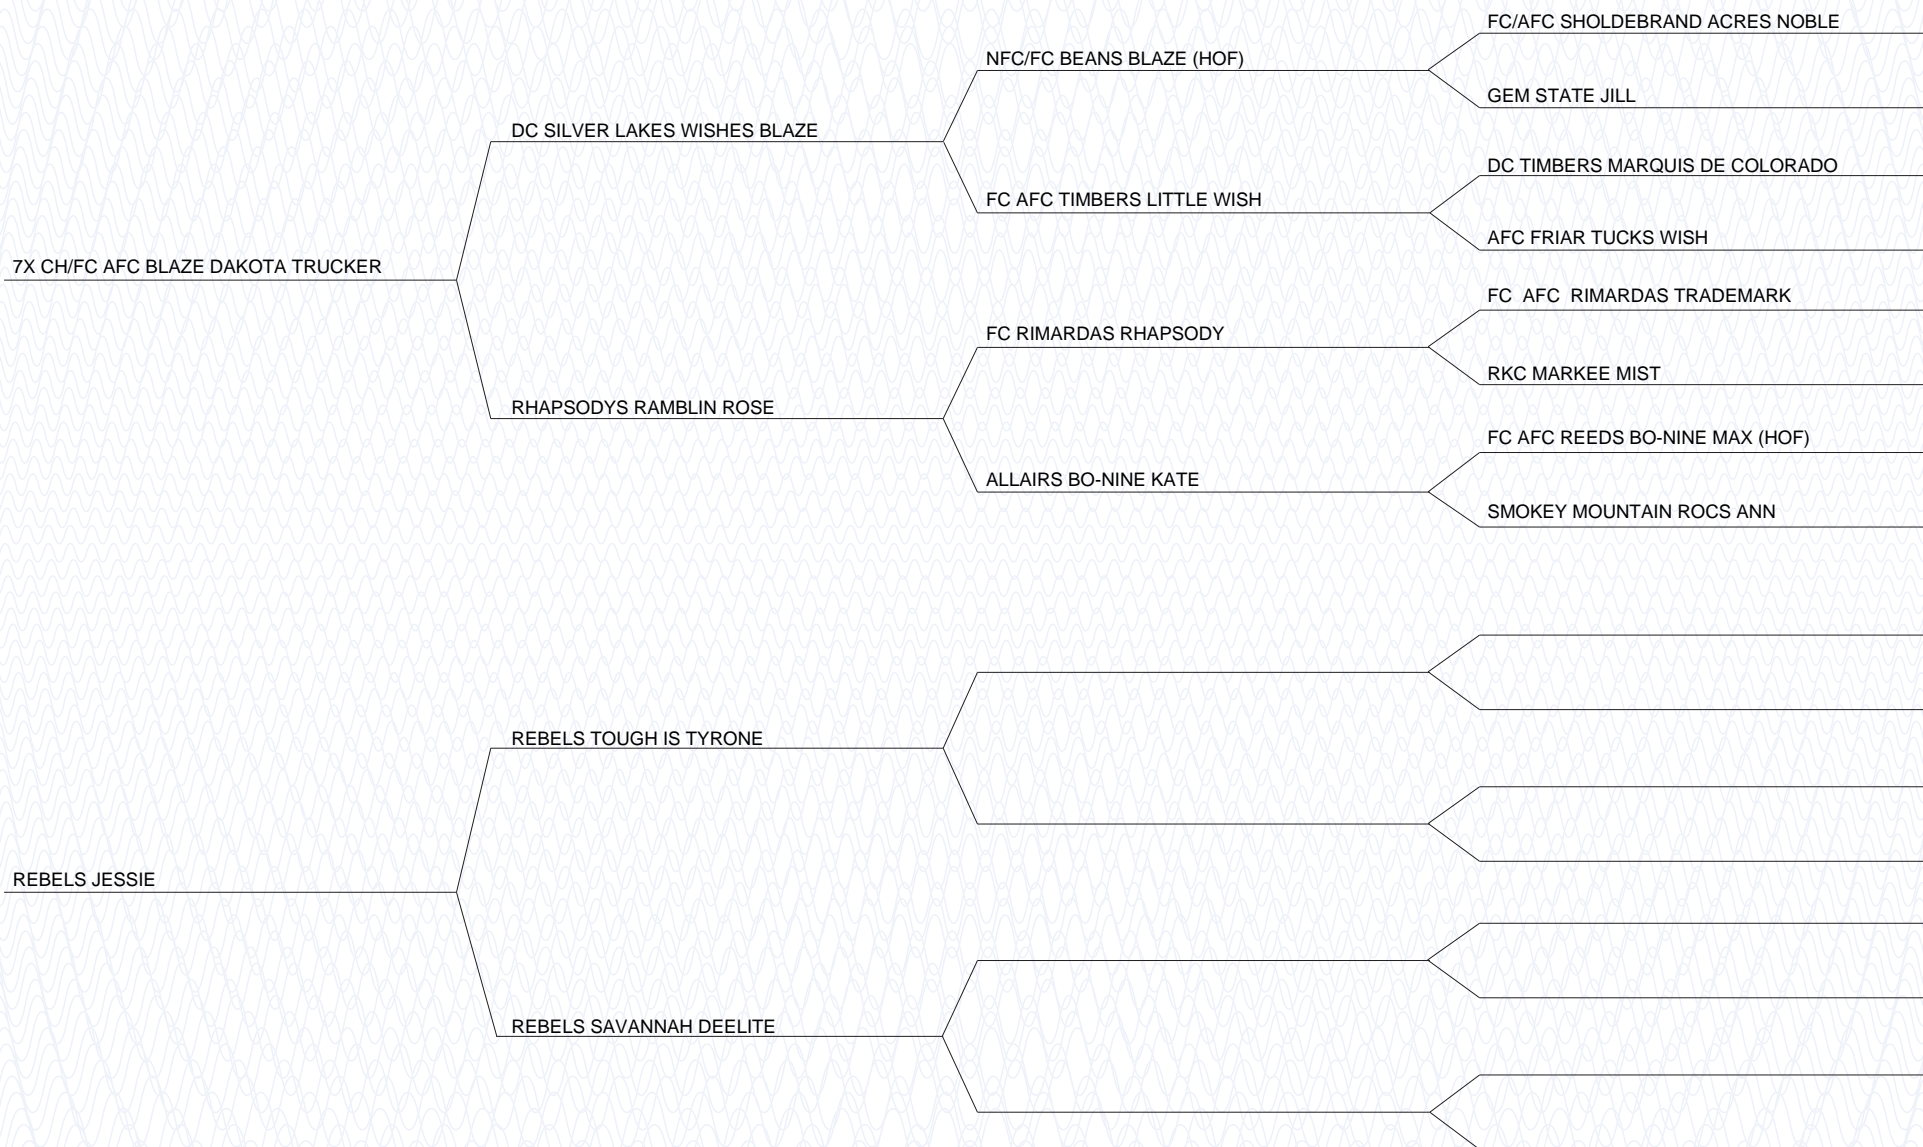 FC/AFC SHOLDEBRAND ACRES NOBLE
NFC/FC BEANS BLAZE (HOF)
GEM STATE JILL
DC SILVER LAKES WISHES BLAZE
DC TIMBERS MARQUIS DE COLORADO
FC AFC TIMBERS LITTLE WISH
AFC FRIAR TUCKS WISH
7X CH/FC AFC BLAZE DAKOTA TRUCKER
FC  AFC  RIMARDAS TRADEMARK
FC RIMARDAS RHAPSODY
RKC MARKEE MIST
RHAPSODYS RAMBLIN ROSE
FC AFC REEDS BO-NINE MAX (HOF)
ALLAIRS BO-NINE KATE
SMOKEY MOUNTAIN ROCS ANN
REBELS TOUGH IS TYRONE
REBELS JESSIE
REBELS SAVANNAH DEELITE